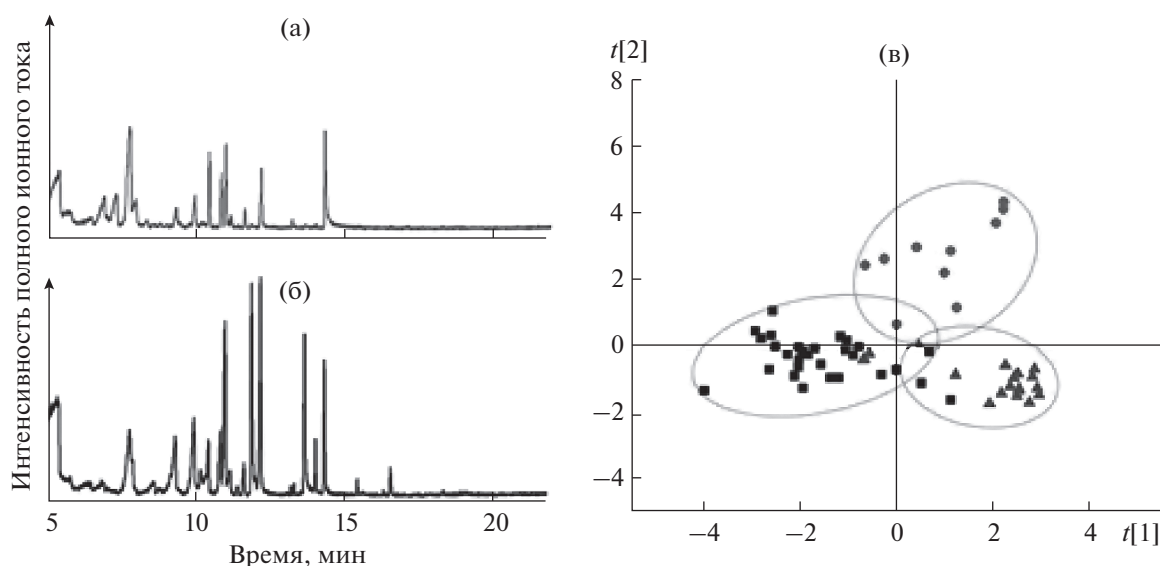 Интенсивность полного ионного тока
(а)
(б)
5
10
15
20
Время, мин
(в)
t[2]
8
6
4
2
0
−2
−4
−4
−2
0
2
4
t[1]